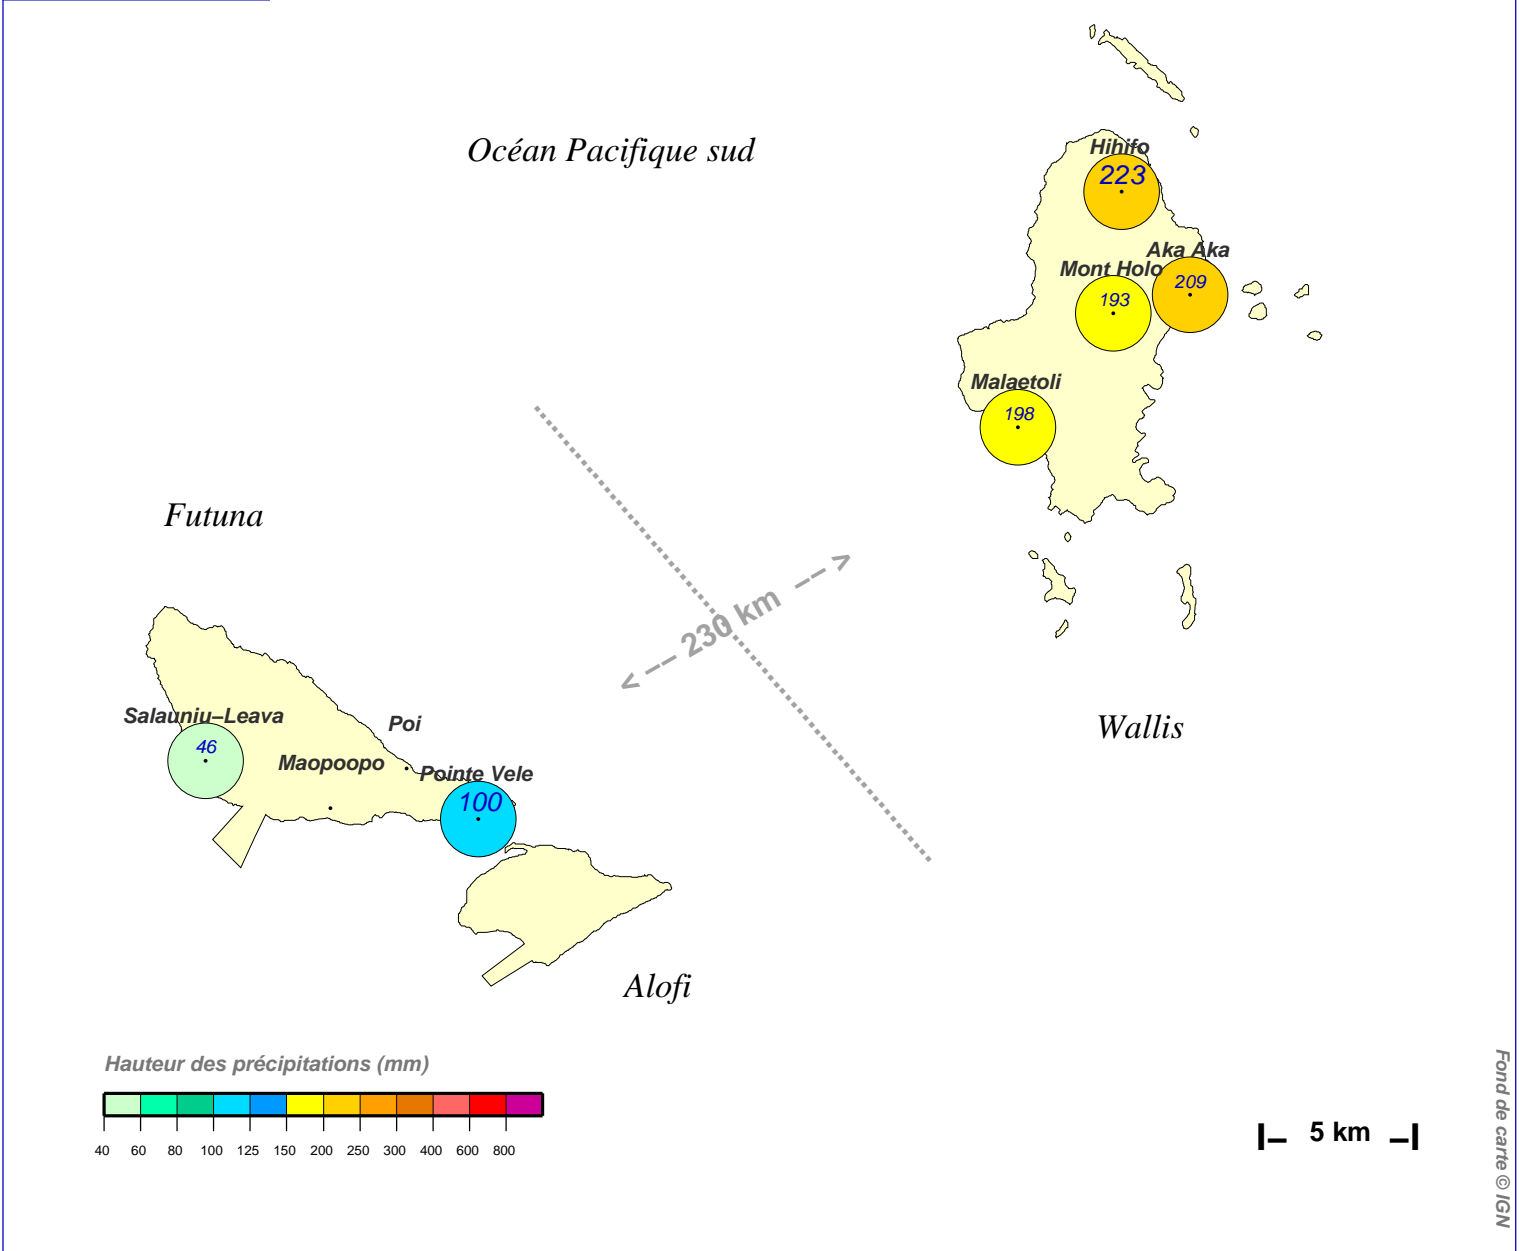 Océan Pacifique sud
Hihifo
223
Aka Aka
209
Mont Holo
193
Malaetoli
198
Futuna
230 km
Wallis
Salauniu–Leava
46
Poi
Maopoopo
Pointe Vele
100
Alofi
Hauteur des précipitations (mm)
40 60 80 100 125 150 200 250 300 400 600 800
5 km
Fond de carte © IGN